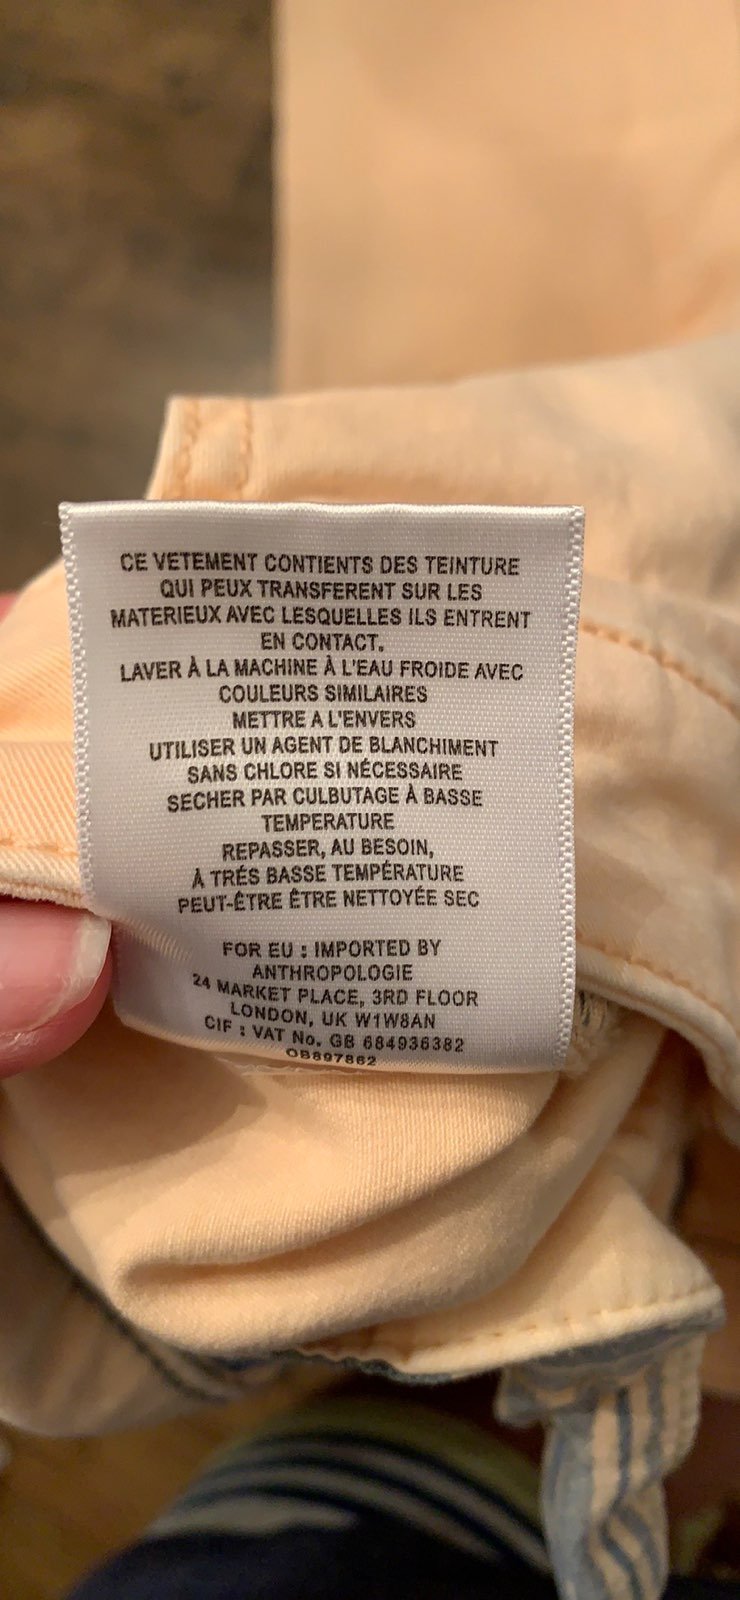 CE VETEMENT CONTIENTS DES TEINTURE
QUI PEUX TRANSFERENT SUR LES
MATERIEUX AVEC LESQUELLES ILS ENTRENT
EN CONTACT.
LAVER À LA MACHINE À L'EAU FROIDE AVEC
COULEURS SIMILAIRES
METTRE A L'ENVERS
UTILISER UN AGENT DE BLANCHIMENT
SANS CHLORE SI NÉCESSAIRE
SECHER PAR CULBUTAGE À BASSE
TEMPERATURE
REPASSER, AU BESOIN,
À TRÉS BASSE TEMPÉRATURE
PEUT-ÊTRE ÊTRE NETTOYÉE SEC
FOR EU : IMPORTED BY
ANTHROPOLOGIE
24 MARKET PLACE, 3RD FLOOR
LONDON, UK W1W8AN
CIF : VAT No. GB 684936382
OB897862